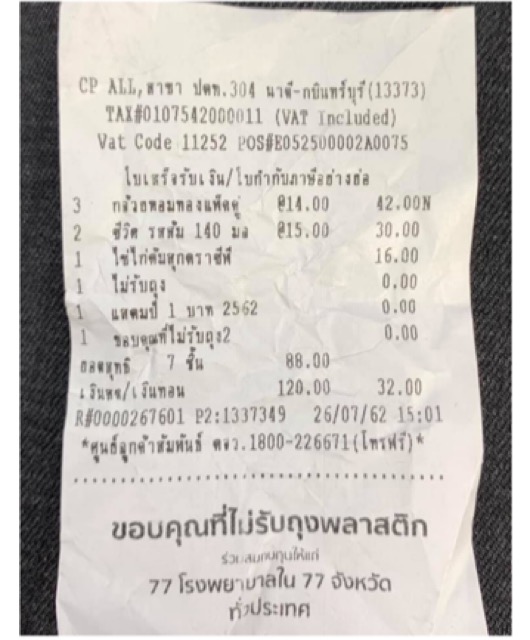 CP ALL,สาขา ปตท.304 นาดี-กบินทร์บุรี(13373)
TAX#0107542000011 (VAT Included)
Vat Code 11252 POS#E052500002A0075
ใบเสร็จรับเงิน/ใบกำกับภาษีอย่างย่อ
3 กล้วยหอมทองแพ็คคู่ @14.00 42.00N
2 ซีวิต รสส้ม 140 มล @15.00 30.00
1 ไข่ไก่ต้มสุกตราซีพี 16.00
1 ไม่รับถุง 0.00
1 แสตมป์ 1 บาท 2562 0.00
1 ขอบคุณที่ไม่รับถุง2 0.00
ยอดสุทธิ 7 ชิ้น 88.00
เงินสด/เงินทอน 120.00 32.00
R#0000267601 P2:1337349 26/07/62 15:01
*ศูนย์ลูกค้าสัมพันธ์ ตจว.1800-226671(โทรฟรี)*
ขอบคุณที่ไม่รับถุงพลาสติก
ร่วมสมทบทุนให้แก่
77 โรงพยาบาลใน 77 จังหวัด
ทั่วประเทศ